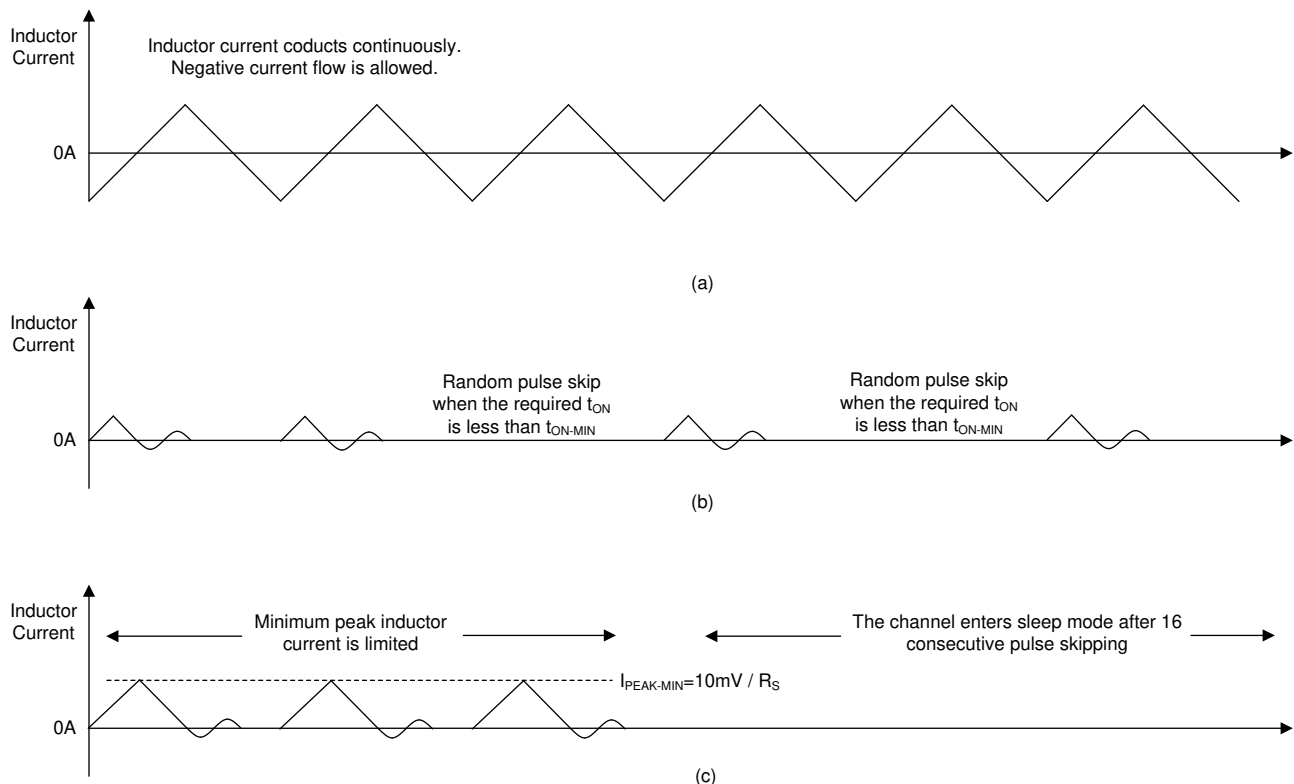 Inductor
Current
Inductor current coducts continuously.
Negative current flow is allowed.
0A
(a)
Inductor
Current
Random pulse skip
when the required tON
is less than tON-MIN
Random pulse skip
when the required tON
is less than tON-MIN
0A
(b)
Inductor
Current
Minimum peak inductor
current is limited
The channel enters sleep mode after 16
consecutive pulse skipping
IPEAK-MIN=10mV / RS
0A
(c)